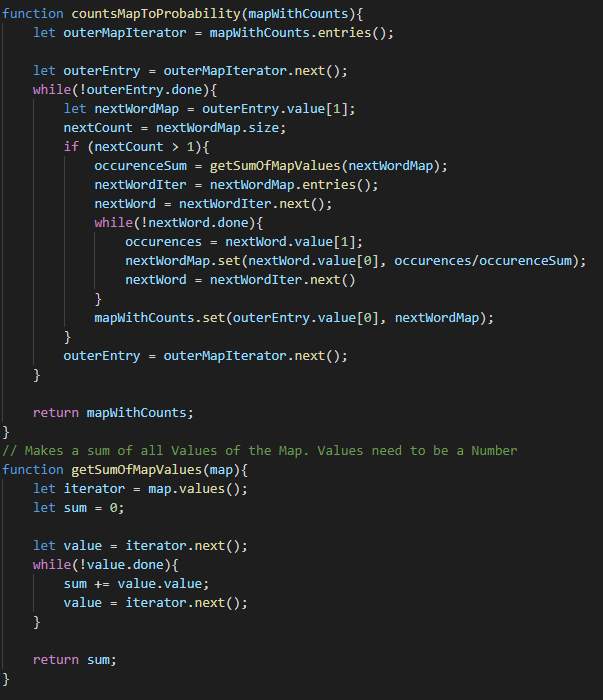 function countsMapToProbability(mapWithCounts){
    let outerMapIterator = mapWithCounts.entries();

    let outerEntry = outerMapIterator.next();
    while(!outerEntry.done){
        let nextWordMap = outerEntry.value[1];
        nextCount = nextWordMap.size;
        if (nextCount > 1){
            occurenceSum = getSumOfMapValues(nextWordMap);
            nextWordIter = nextWordMap.entries();
            nextWord = nextWordIter.next();
            while(!nextWord.done){
                occurences = nextWord.value[1];
                nextWordMap.set(nextWord.value[0], occurences/occurenceSum);
                nextWord = nextWordIter.next()
            }
            mapWithCounts.set(outerEntry.value[0], nextWordMap);
        }
        outerEntry = outerMapIterator.next();
    }

    return mapWithCounts;
}
// Makes a sum of all Values of the Map. Values need to be a Number
function getSumOfMapValues(map){
    let iterator = map.values();
    let sum = 0;

    let value = iterator.next();
    while(!value.done){
        sum += value.value;
        value = iterator.next();
    }

    return sum;
}